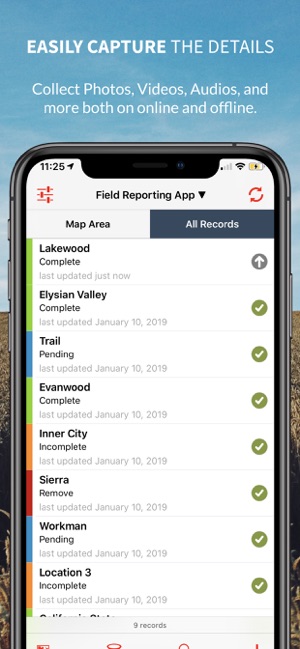 EASILY CAPTURE THE DETAILS
Collect Photos, Videos, Audios, and
more both on online and offline.
11:25
Field Reporting App ▼
Map Area
All Records
Lakewood
Complete
last updated just now
Elysian Valley
Complete
last updated January 10, 2019
Trail
Pending
last updated January 10, 2019
Evanwood
Complete
last updated January 10, 2019
Inner City
Incomplete
last updated January 10, 2019
Sierra
Remove
last updated January 10, 2019
Workman
Pending
last updated January 10, 2019
Location 3
Incomplete
last updated January 10, 2019
9 records